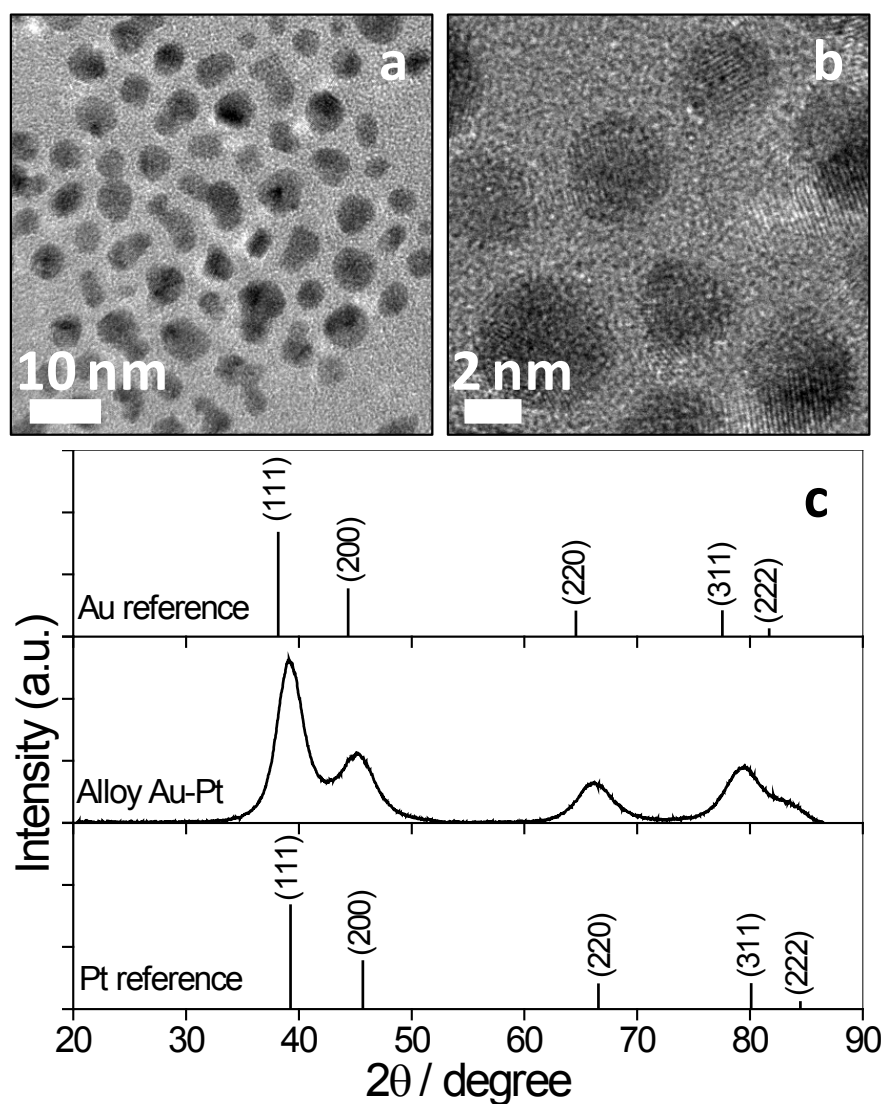 a
b
10 nm
2 nm
c
(111)
(200)
(220)
(311)
(222)
Au reference
Intensity (a.u.)
Alloy Au-Pt
(111)
(200)
(220)
(311)
(222)
Pt reference
20 30 40 50 60 70 80 90
2θ / degree